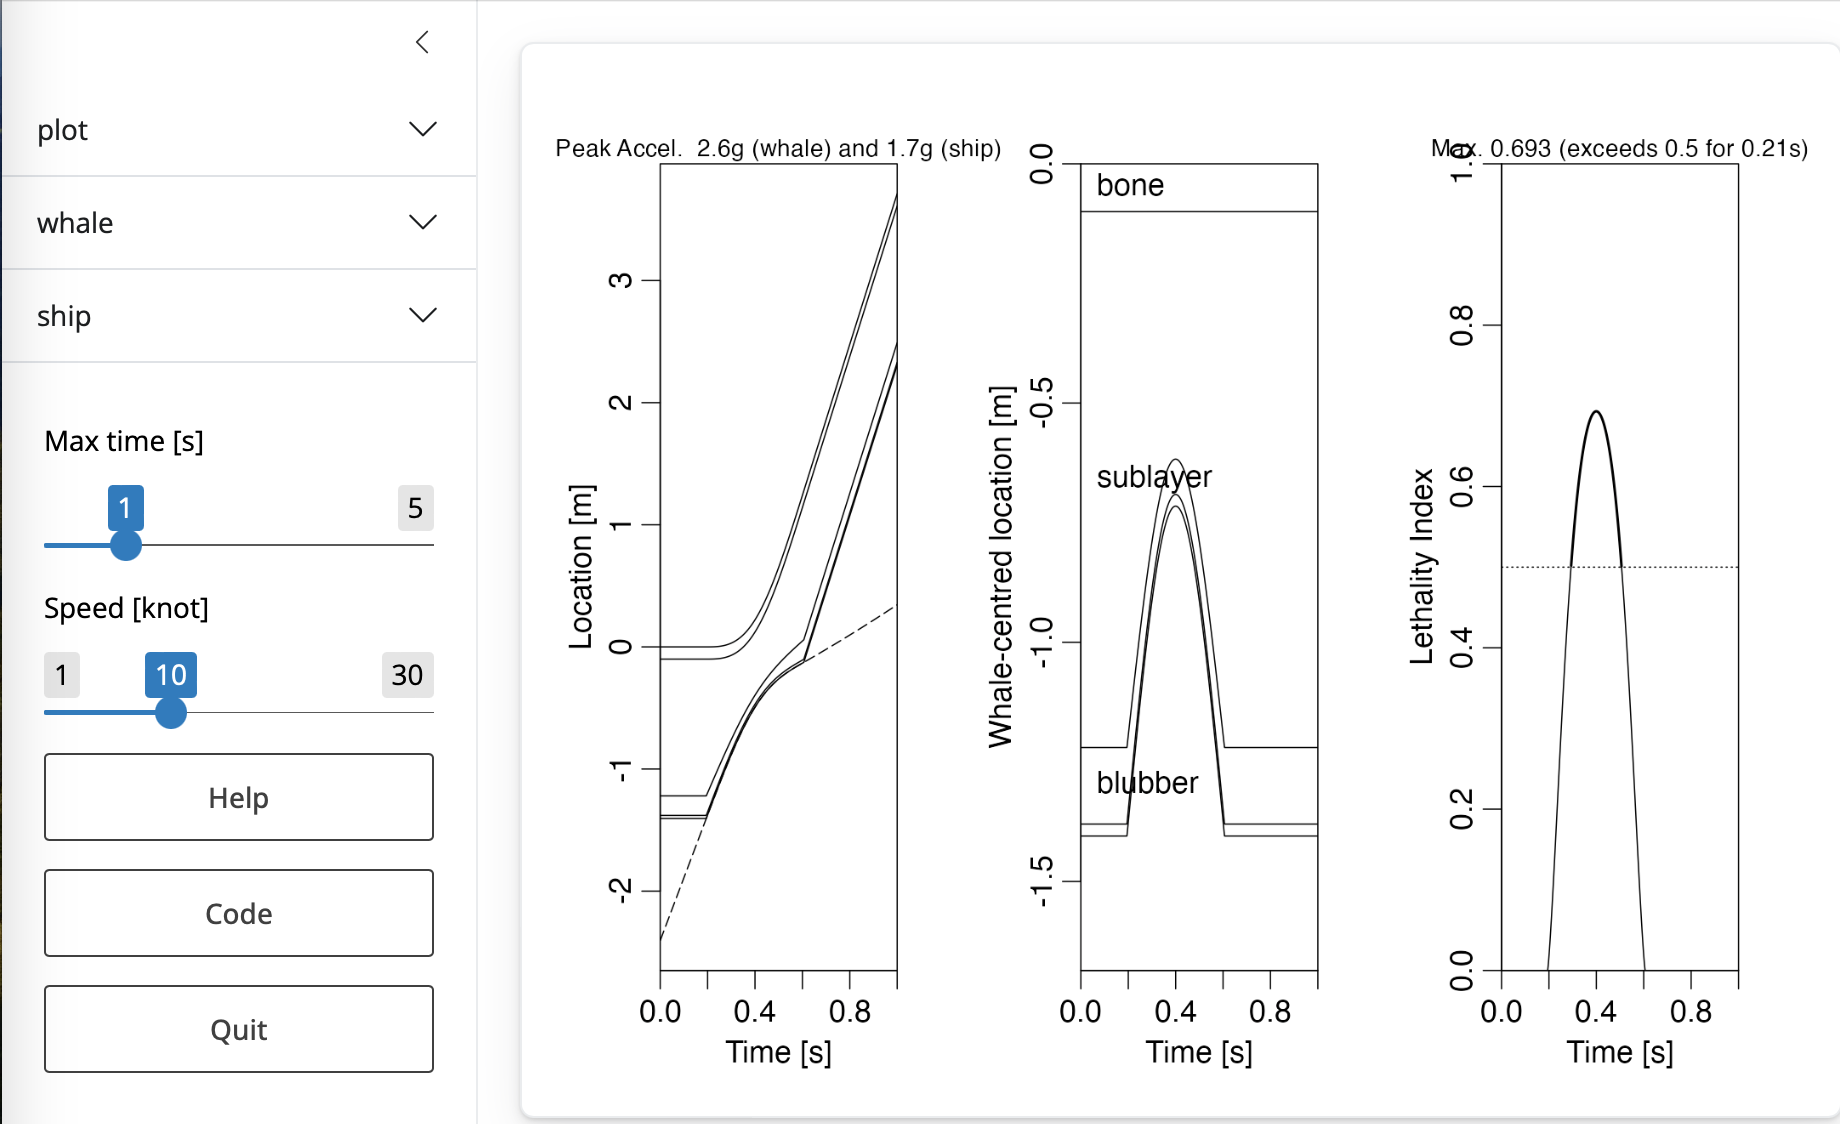 plot
whale
ship
Max time [s]
1
5
Speed [knot]
1
10
30
Help
Code
Quit
Peak Accel. 2.6g (whale) and 1.7g (ship)
Location [m]
3
2
1
0
-1
-2
0.0 0.4 0.8
Time [s]
Whale-centred location [m]
0.0
-0.5
-1.0
-1.5
bone
sublayer
blubber
0.0 0.4 0.8
Time [s]
Max. 0.693 (exceeds 0.5 for 0.21s)
Lethality Index
1.0
0.8
0.6
0.4
0.2
0.0
0.0 0.4 0.8
Time [s]